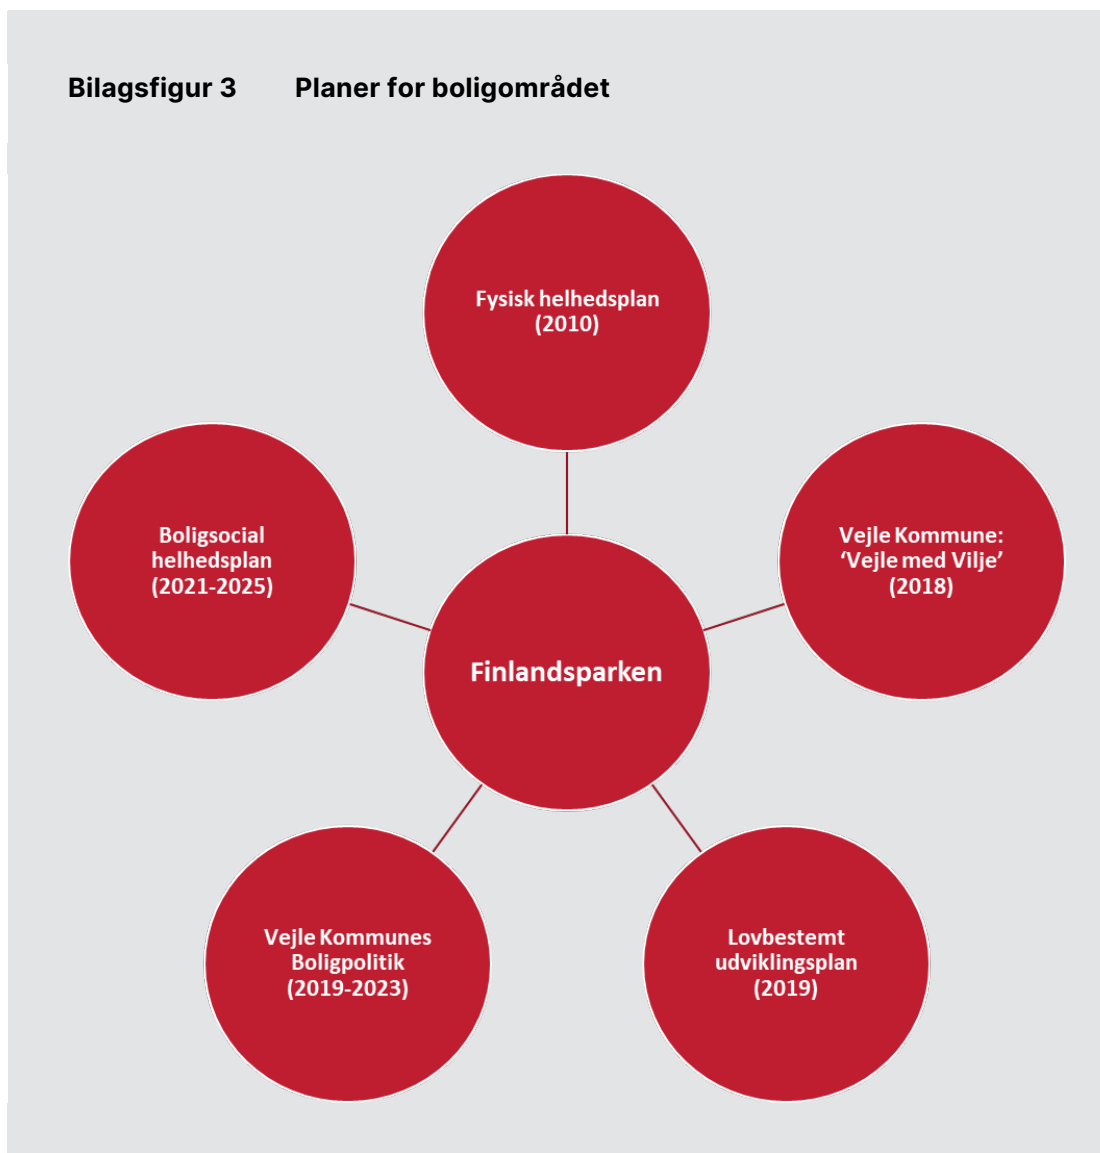 Bilagsfigur 3 Planer for boligområdet
Fysisk helhedsplan
(2010)
Vejle Kommune:
‘Vejle med Vilje’
(2018)
Lovbestemt
udviklingsplan
(2019)
Vejle Kommunes
Boligpolitik
(2019-2023)
Boligsocial
helhedsplan
(2021-2025)
Finlandsparken